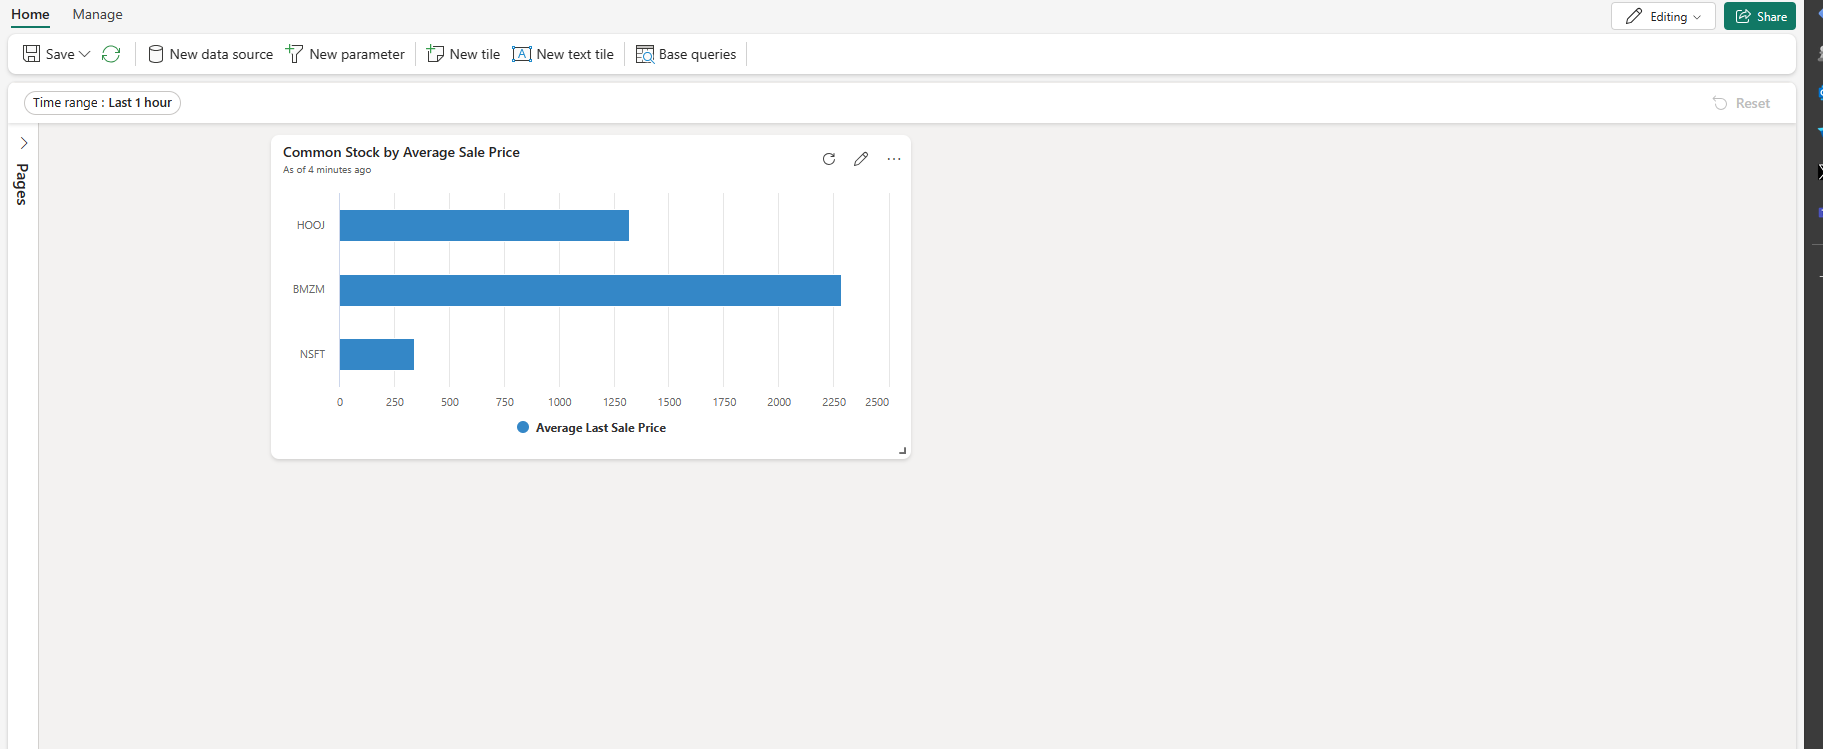 Home Manage Editing Share
Save New data source New parameter New tile New text tile Base queries
Time range : Last 1 hour Reset
Pages
Common Stock by Average Sale Price
As of 4 minutes ago
HOOJ
BMZM
NSFT
0 250 500 750 1000 1250 1500 1750 2000 2250 2500
Average Last Sale Price